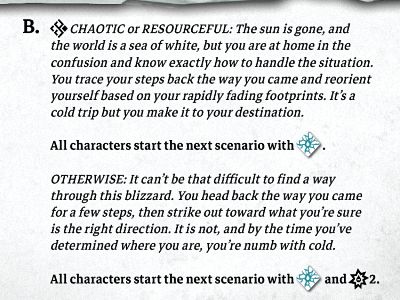 B. CHAOTIC or RESOURCEFUL: The sun is gone, and
the world is a sea of white, but you are at home in the
confusion and know exactly how to handle the situation.
You trace your steps back the way you came and reorient
yourself based on your rapidly fading footprints. It's a
cold trip but you make it to your destination.
All characters start the next scenario with .
OTHERWISE: It can't be that difficult to find a way
through this blizzard. You head back the way you came
for a few steps, then strike out toward what you're sure
is the right direction. It is not, and by the time you've
determined where you are, you're numb with cold.
All characters start the next scenario with and 2.